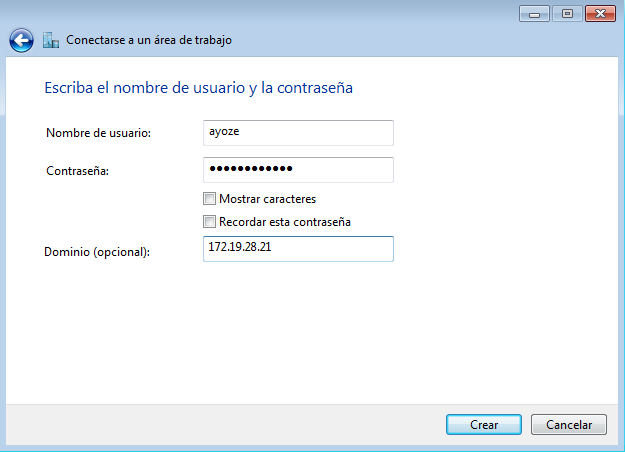 Conectarse a un área de trabajo
Escriba el nombre de usuario y la contraseña
Nombre de usuario:
ayoze
Contraseña:
●●●●●●●●●●●●
Mostrar caracteres
Recordar esta contraseña
Dominio (opcional):
172.19.28.21
Crear
Cancelar